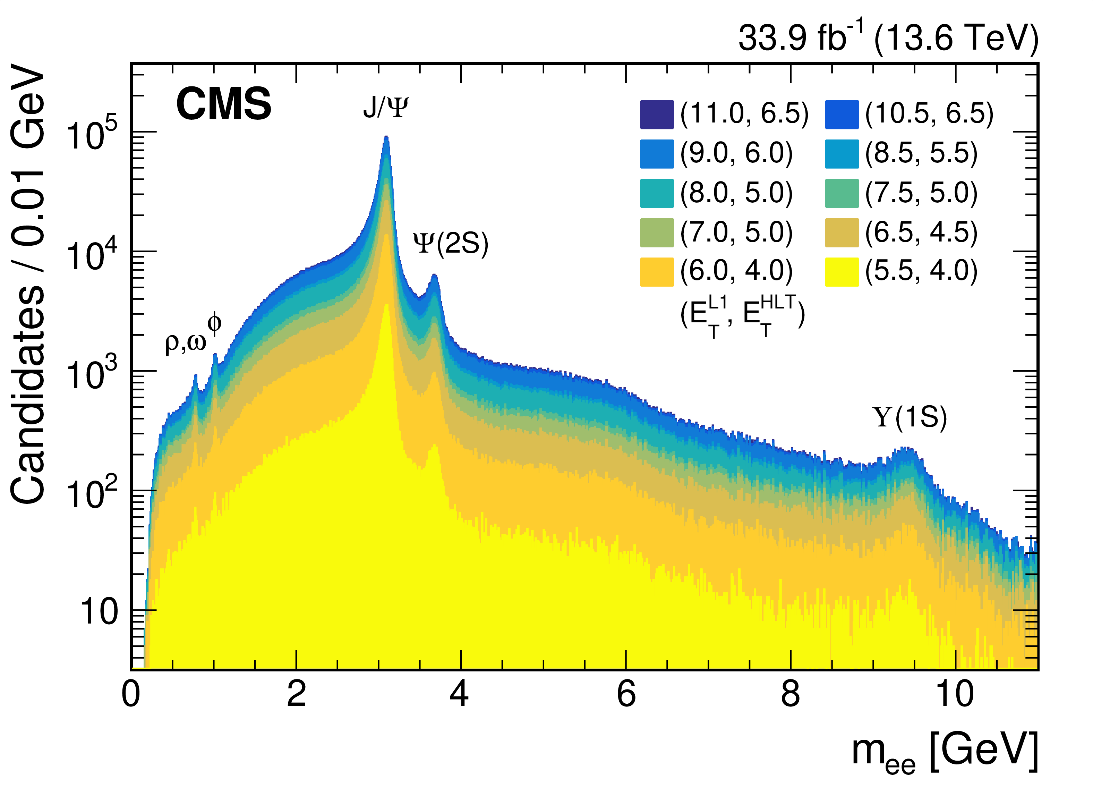 33.9 fb⁻¹ (13.6 TeV)
CMS
J/Ψ
Ψ(2S)
ρ,ω
ϕ
Υ(1S)
(11.0, 6.5) (10.5, 6.5)
(9.0, 6.0) (8.5, 5.5)
(8.0, 5.0) (7.5, 5.0)
(7.0, 5.0) (6.5, 4.5)
(6.0, 4.0) (5.5, 4.0)
(E_T^L1, E_T^HLT)
Candidates / 0.01 GeV
10⁵
10⁴
10³
10²
10
0 2 4 6 8 10
m_ee [GeV]